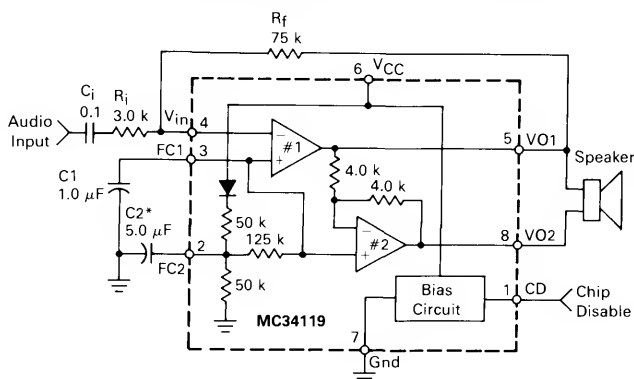 Rf
75 k
6
VCC
Ci
0.1
Ri
3.0 k
Vin
4
Audio
Input
#1
5
VO1
FC1
3
Speaker
4.0 k
4.0 k
C1
1.0 μF
C2*
5.0 μF
50 k
125 k
#2
2
8
VO2
FC2
50 k
Bias
Circuit
1
CD
Chip
Disable
MC34119
7
Gnd